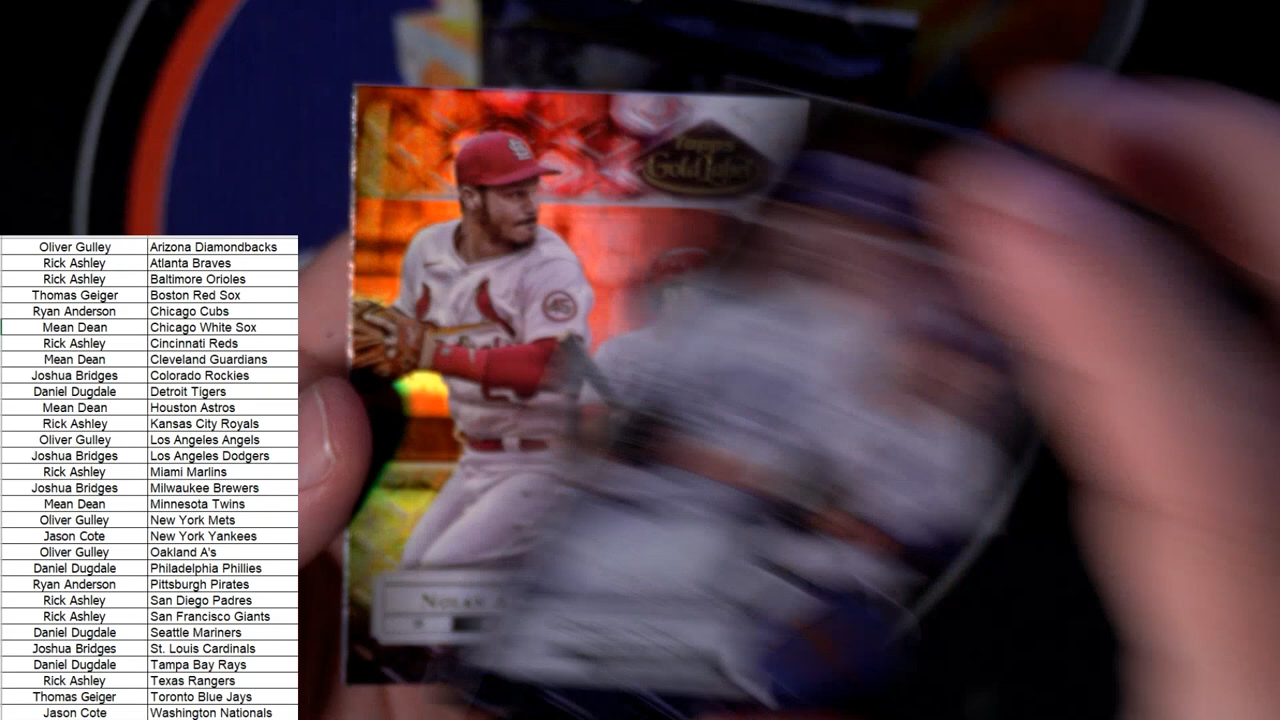 Topps
Gold Label
45
Nolan A
Oliver Gulley Arizona Diamondbacks
Rick Ashley Atlanta Braves
Rick Ashley Baltimore Orioles
Thomas Geiger Boston Red Sox
Ryan Anderson Chicago Cubs
Mean Dean Chicago White Sox
Rick Ashley Cincinnati Reds
Mean Dean Cleveland Guardians
Joshua Bridges Colorado Rockies
Daniel Dugdale Detroit Tigers
Mean Dean Houston Astros
Rick Ashley Kansas City Royals
Oliver Gulley Los Angeles Angels
Joshua Bridges Los Angeles Dodgers
Rick Ashley Miami Marlins
Joshua Bridges Milwaukee Brewers
Mean Dean Minnesota Twins
Oliver Gulley New York Mets
Jason Cote New York Yankees
Oliver Gulley Oakland A's
Daniel Dugdale Philadelphia Phillies
Ryan Anderson Pittsburgh Pirates
Rick Ashley San Diego Padres
Rick Ashley San Francisco Giants
Daniel Dugdale Seattle Mariners
Joshua Bridges St. Louis Cardinals
Daniel Dugdale Tampa Bay Rays
Rick Ashley Texas Rangers
Thomas Geiger Toronto Blue Jays
Jason Cote Washington Nationals